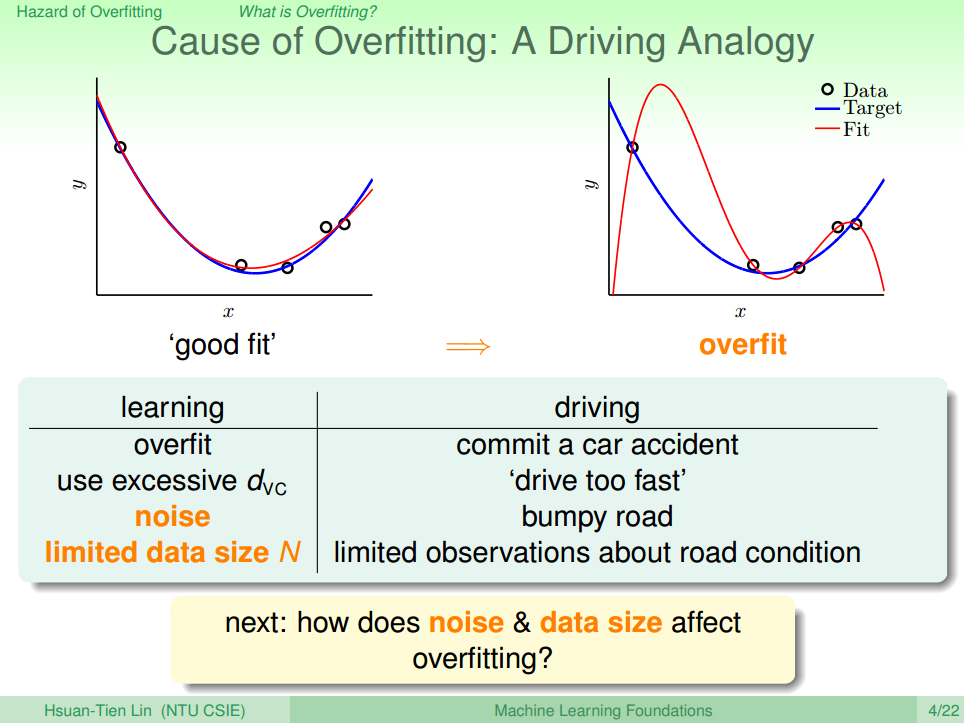 Hazard of Overfitting What is Overfitting?
Cause of Overfitting: A Driving Analogy
y
x
‘good fit’
⟹
y
x
Data
Target
Fit
overfit
learning driving
overfit commit a car accident
use excessive dVC ‘drive too fast’
noise bumpy road
limited data size N limited observations about road condition
next: how does noise & data size affect
overfitting?
Hsuan-Tien Lin (NTU CSIE) Machine Learning Foundations 4/22